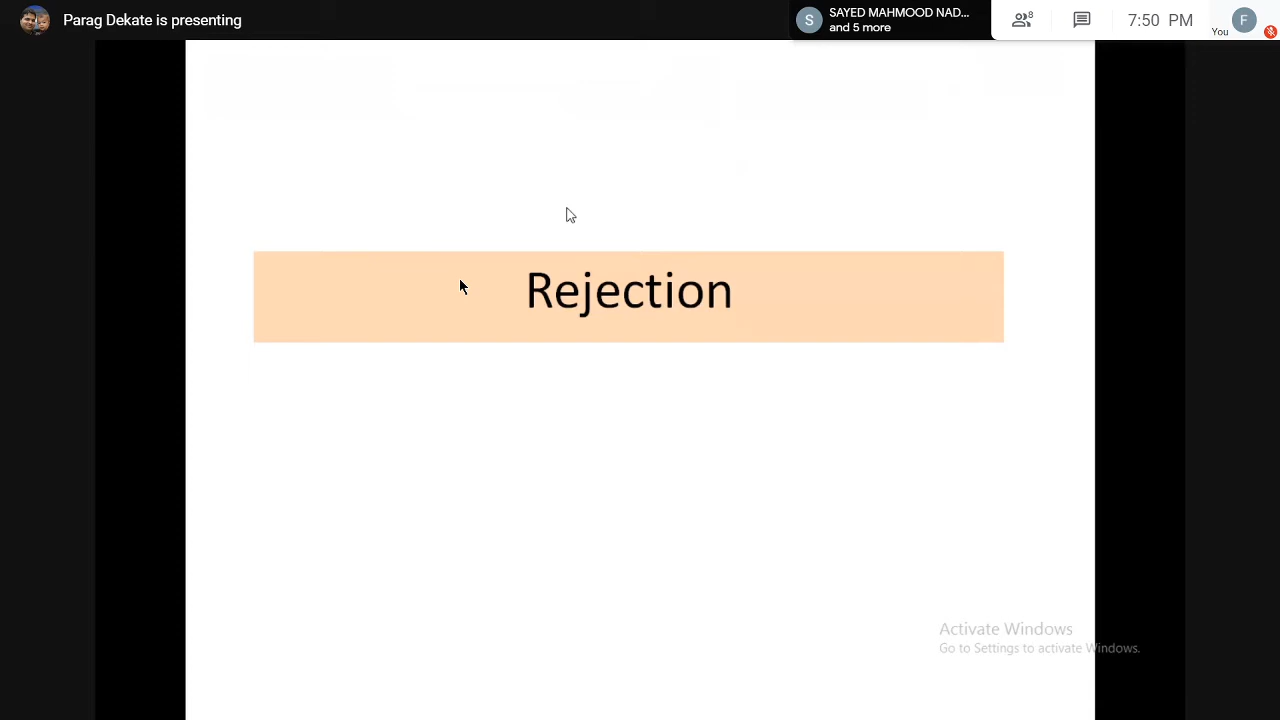 Parag Dekate is presenting
S
SAYED MAHMOOD NAD...
and 5 more
8
7:50 PM
You
F
Rejection
Activate Windows
Go to Settings to activate Windows.